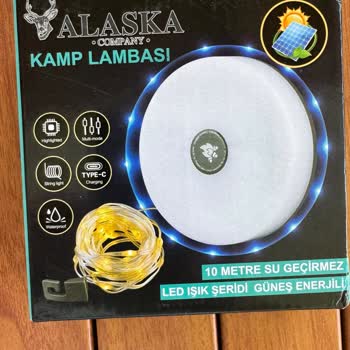 ALASKA
• COMPANY •
KAMP LAMBASI
Highlighted
Multi-mode
String light
TYPE-C
Charging
Waterproof
10 METRE SU GEÇİRMEZ
LED IŞIK ŞERİDİ GÜNEŞ ENERJİLİ